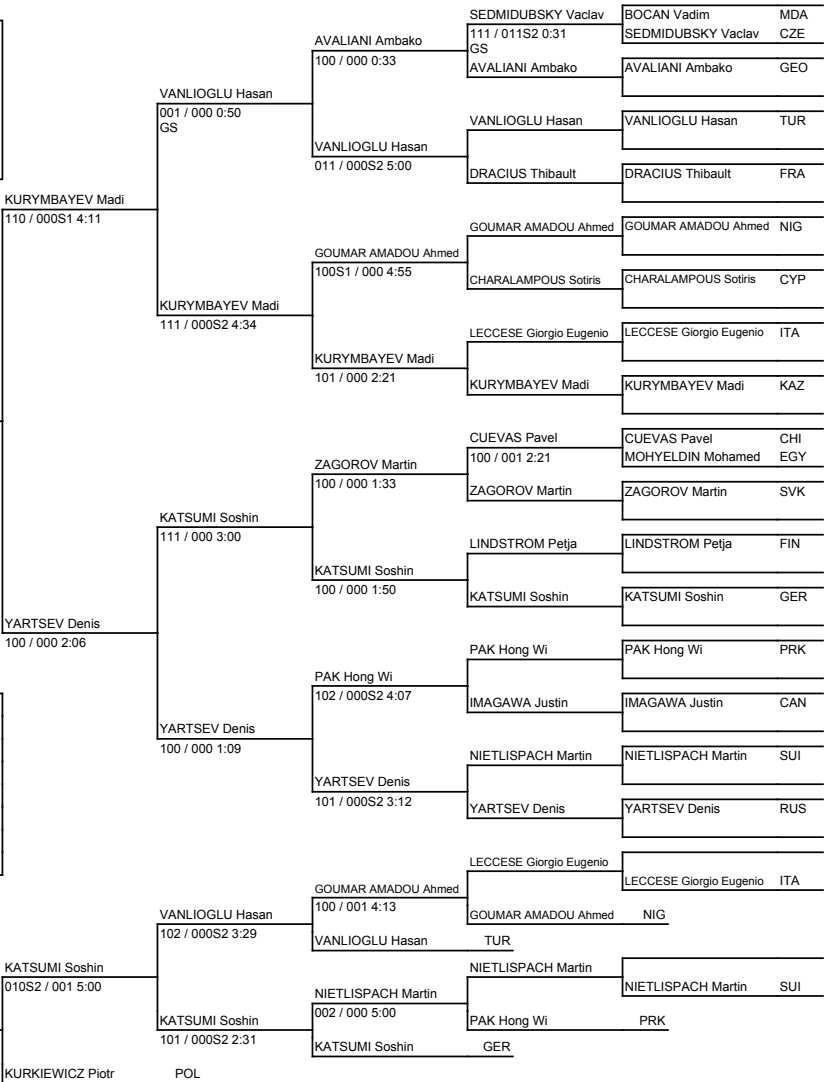 SEDMIDUBSKY Vaclav BOCAN Vadim MDA
111 / 011S2 0:31 SEDMIDUBSKY Vaclav CZE
GS
AVALIANI Ambako
100 / 000 0:33
AVALIANI Ambako AVALIANI Ambako GEO
VANLIOGLU Hasan
001 / 000 0:50
GS
VANLIOGLU Hasan VANLIOGLU Hasan TUR
VANLIOGLU Hasan
011 / 000S2 5:00
DRACIUS Thibault DRACIUS Thibault FRA
KURYMBAYEV Madi
110 / 000S1 4:11
GOUMAR AMADOU Ahmed GOUMAR AMADOU Ahmed NIG
GOUMAR AMADOU Ahmed
100S1 / 000 4:55
CHARALAMPOUS Sotiris CHARALAMPOUS Sotiris CYP
KURYMBAYEV Madi
111 / 000S2 4:34
LECCESE Giorgio Eugenio LECCESE Giorgio Eugenio ITA
KURYMBAYEV Madi
101 / 000 2:21
KURYMBAYEV Madi KURYMBAYEV Madi KAZ
CUEVAS Pavel CUEVAS Pavel CHI
100 / 001 2:21 MOHYELDIN Mohamed EGY
ZAGOROV Martin
100 / 000 1:33
ZAGOROV Martin ZAGOROV Martin SVK
KATSUMI Soshin
111 / 000 3:00
LINDSTROM Petja LINDSTROM Petja FIN
KATSUMI Soshin
100 / 000 1:50
KATSUMI Soshin KATSUMI Soshin GER
YARTSEV Denis
100 / 000 2:06
PAK Hong Wi PAK Hong Wi PRK
PAK Hong Wi
102 / 000S2 4:07
IMAGAWA Justin IMAGAWA Justin CAN
YARTSEV Denis
100 / 000 1:09
NIETLISPACH Martin NIETLISPACH Martin SUI
YARTSEV Denis
101 / 000S2 3:12
YARTSEV Denis YARTSEV Denis RUS
LECCESE Giorgio Eugenio
LECCESE Giorgio Eugenio ITA
GOUMAR AMADOU Ahmed
100 / 001 4:13
VANLIOGLU Hasan GOUMAR AMADOU Ahmed NIG
102 / 000S2 3:29
VANLIOGLU Hasan TUR
KATSUMI Soshin NIETLISPACH Martin
010S2 / 001 5:00
NIETLISPACH Martin SUI
NIETLISPACH Martin
002 / 000 5:00
KATSUMI Soshin PAK Hong Wi PRK
101 / 000S2 2:31
KATSUMI Soshin GER
KURKIEWICZ Piotr POL